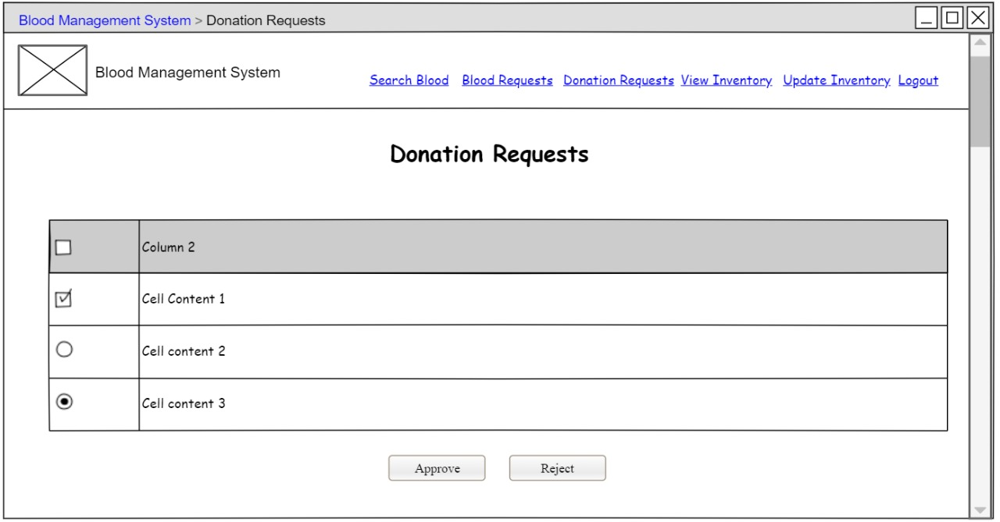 Blood Management System > Donation Requests
Blood Management System
Search Blood Blood Requests Donation Requests View Inventory Update Inventory Logout
Donation Requests
Column 2
Cell Content 1
Cell content 2
Cell content 3
Approve Reject